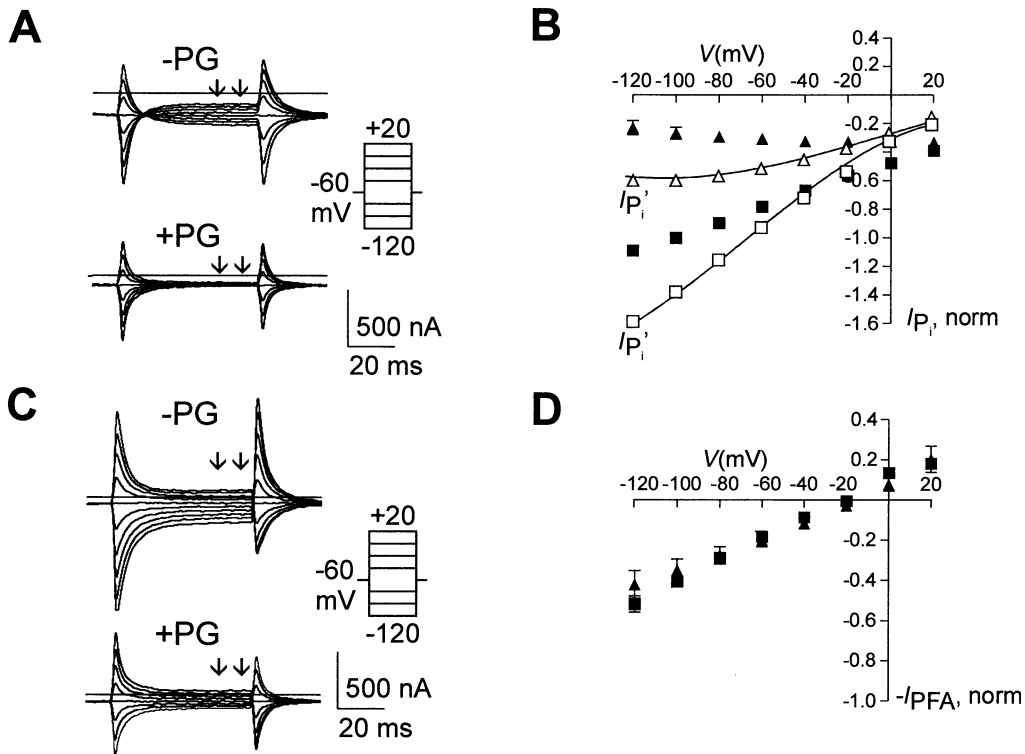 A
-PG
+20
-60
mV
-120
+PG
500 nA
20 ms
B
V(mV)
-120 -100 -80 -60 -40 -20 20
0.4
0.2
-0.2
-0.4
-0.6
-0.8
-1.0
-1.2
-1.4
-1.6
IPi'
IPi'
IPi, norm
C
-PG
+20
-60
mV
-120
+PG
500 nA
20 ms
D
V(mV)
-120 -100 -80 -60 -40 -20 20
0.4
0.2
-0.2
-0.4
-0.6
-0.8
1.0
-IPFA, norm